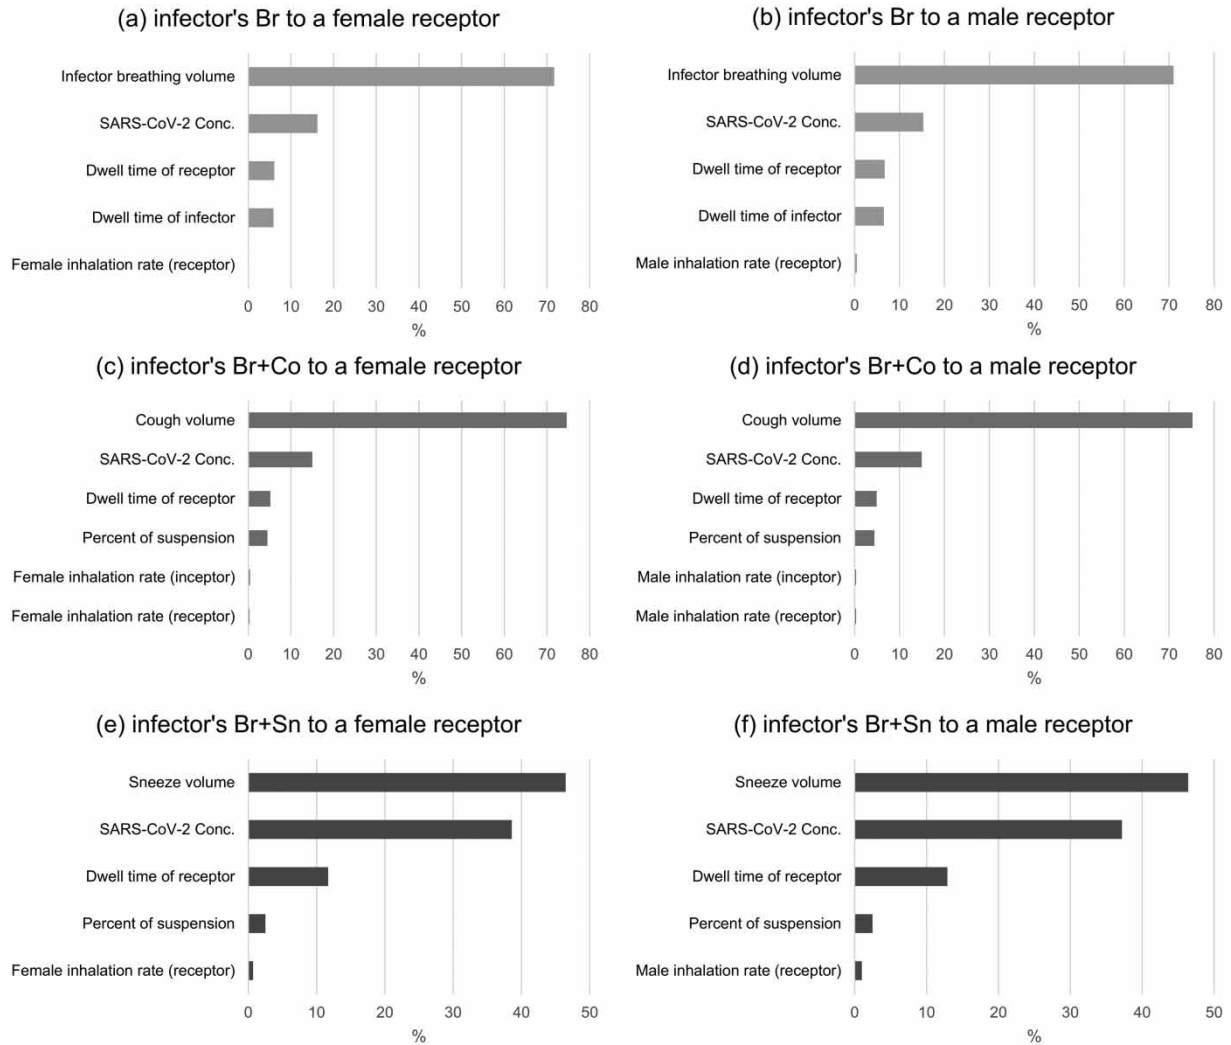 (a) infector's Br to a female receptor
Infector breathing volume
SARS-CoV-2 Conc.
Dwell time of receptor
Dwell time of infector
Female inhalation rate (receptor)
0 10 20 30 40 50 60 70 80
%
(b) infector's Br to a male receptor
Infector breathing volume
SARS-CoV-2 Conc.
Dwell time of receptor
Dwell time of infector
Male inhalation rate (receptor)
0 10 20 30 40 50 60 70 80
%
(c) infector's Br+Co to a female receptor
Cough volume
SARS-CoV-2 Conc.
Dwell time of receptor
Percent of suspension
Female inhalation rate (inceptor)
Female inhalation rate (receptor)
0 10 20 30 40 50 60 70 80
%
(d) infector's Br+Co to a male receptor
Cough volume
SARS-CoV-2 Conc.
Dwell time of receptor
Percent of suspension
Male inhalation rate (inceptor)
Male inhalation rate (receptor)
0 10 20 30 40 50 60 70 80
%
(e) infector's Br+Sn to a female receptor
Sneeze volume
SARS-CoV-2 Conc.
Dwell time of receptor
Percent of suspension
Female inhalation rate (receptor)
0 10 20 30 40 50
%
(f) infector's Br+Sn to a male receptor
Sneeze volume
SARS-CoV-2 Conc.
Dwell time of receptor
Percent of suspension
Male inhalation rate (receptor)
0 10 20 30 40 50
%